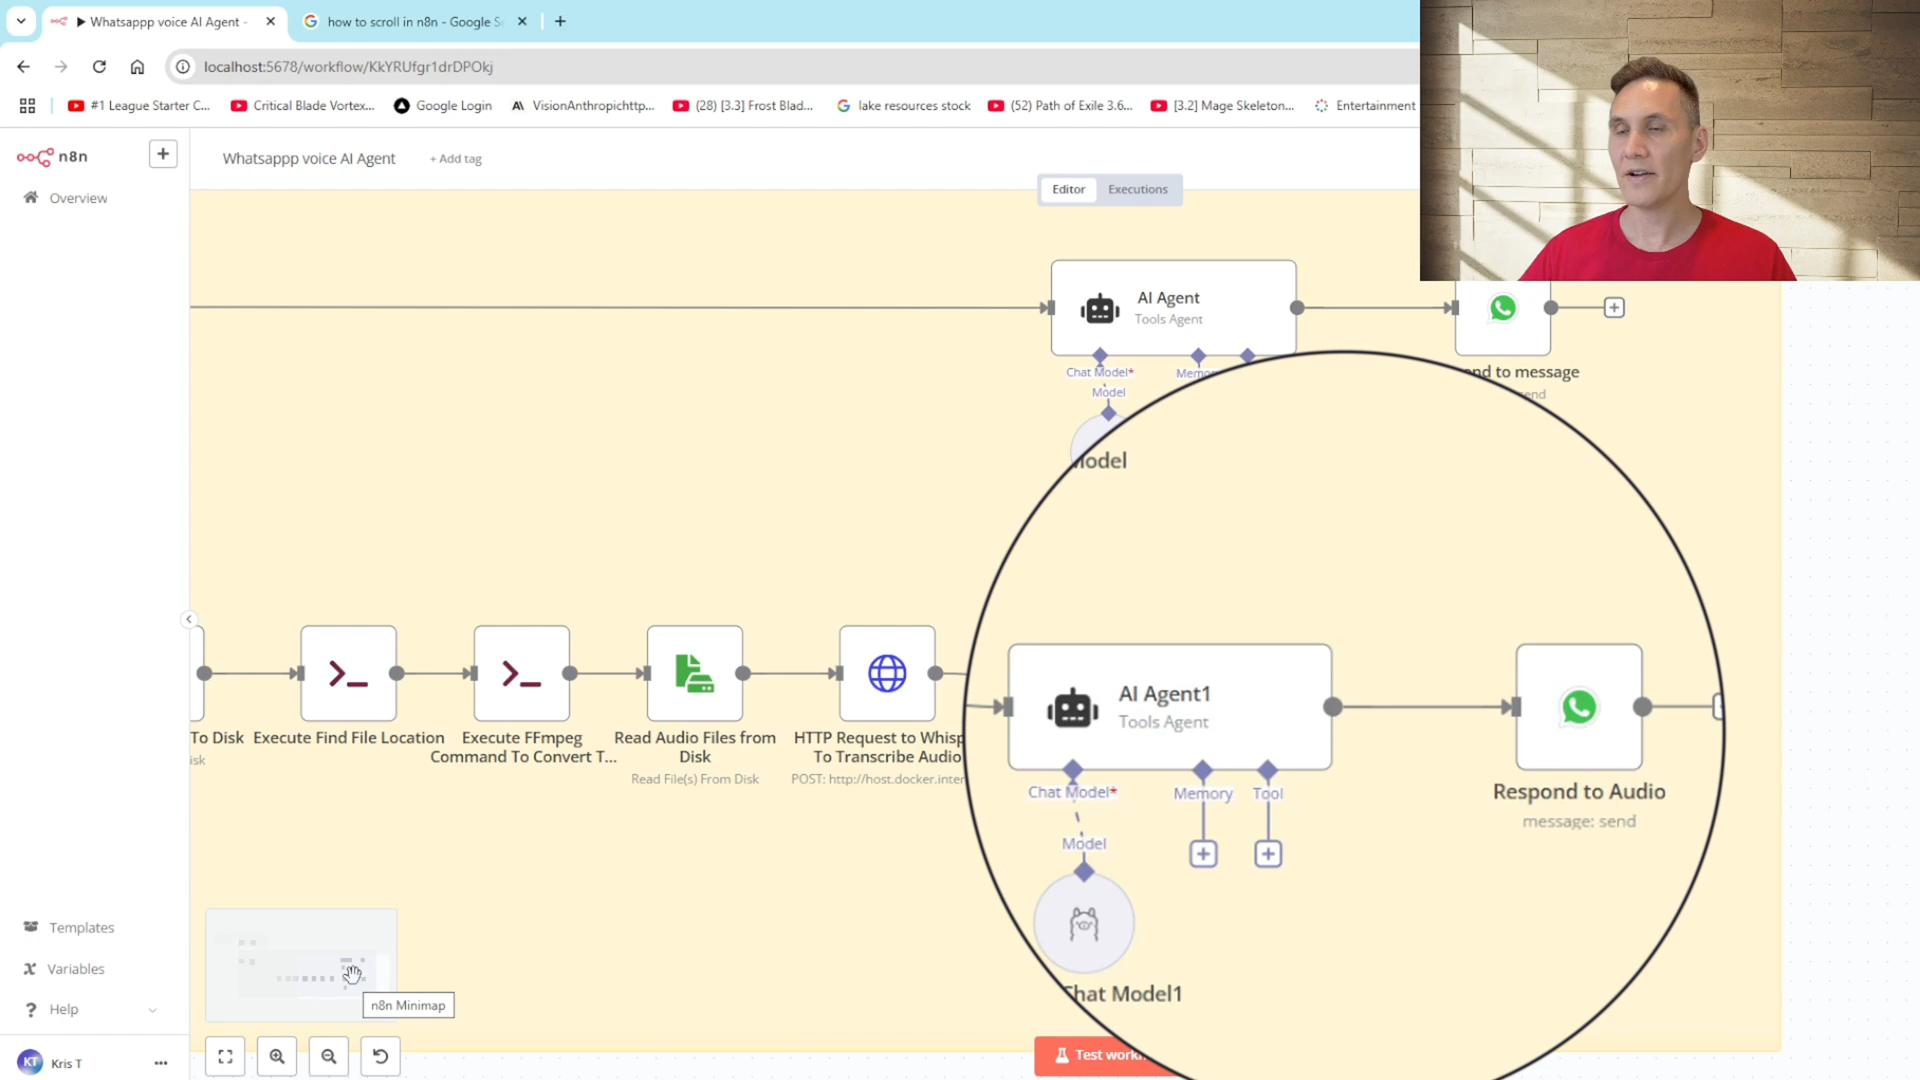 Whatsappp voice AI Agent -
how to scroll in n8n - Google S
localhost:5678/workflow/KkYRUfgr1drDPOkj
#1 League Starter C...
Critical Blade Vortex...
Google Login
VisionAnthropichttp...
(28) [3.3] Frost Blad...
lake resources stock
(52) Path of Exile 3.6...
[3.2] Mage Skeleton...
Entertainment
n8n
Whatsappp voice AI Agent
+ Add tag
Overview
Editor
Executions
AI Agent
Tools Agent
Chat Model*
Model
nd to message
AI Agent1
Tools Agent
Chat Model*
Memory
Tool
Model
Chat Model1
Respond to Audio
message: send
To Disk
Execute Find File Location
Execute FFmpeg
Command To Convert T...
Read Audio Files from
Disk
Read File(s) From Disk
HTTP Request to Whisp
To Transcribe Audio
POST: http://host.docker.inter
Templates
Variables
Help
n8n Minimap
KT
Kris T
Test work